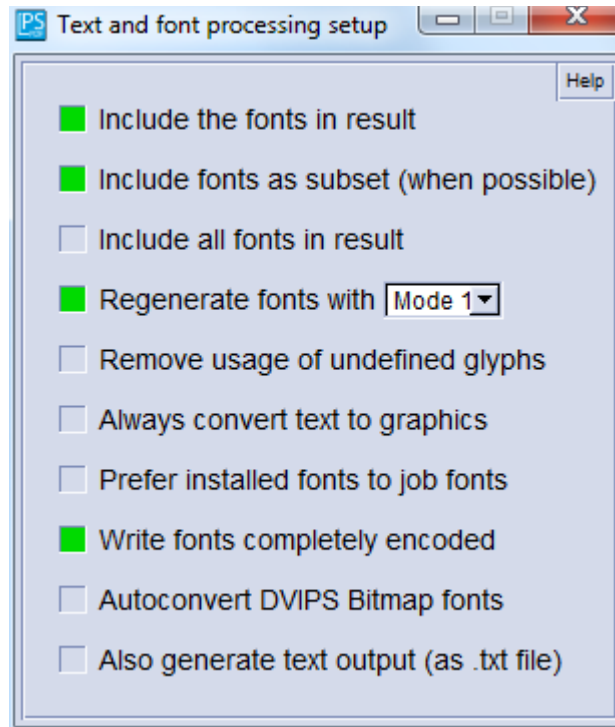 PS Text and font processing setup
Help
Include the fonts in result
Include fonts as subset (when possible)
Include all fonts in result
Regenerate fonts with Mode 1
Remove usage of undefined glyphs
Always convert text to graphics
Prefer installed fonts to job fonts
Write fonts completely encoded
Autoconvert DVIPS Bitmap fonts
Also generate text output (as .txt file)